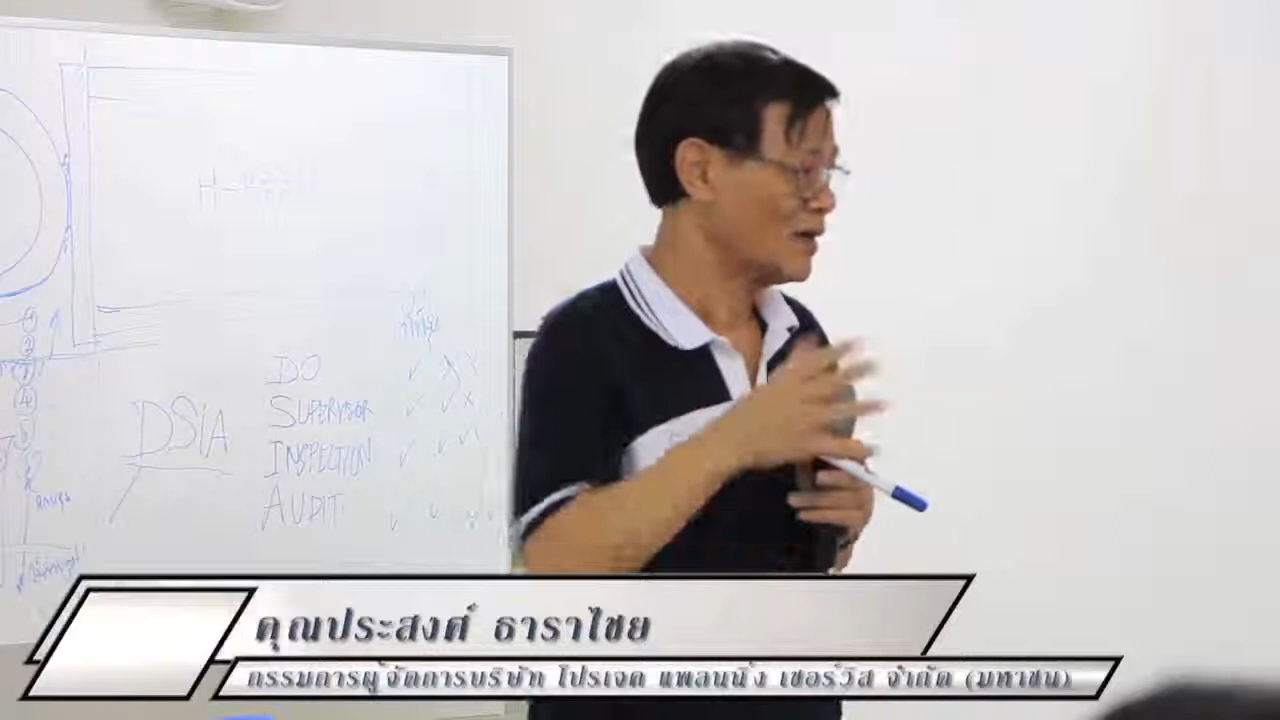 DSIA
DO
SUPERVISOR
INSPECTION
AUDIT
คุณประสงค์ ธาราไชย
กรรมการผู้จัดการบริษัท โปรเจค แพลนนิ่ง เซอร์วิส จำกัด (มหาชน)